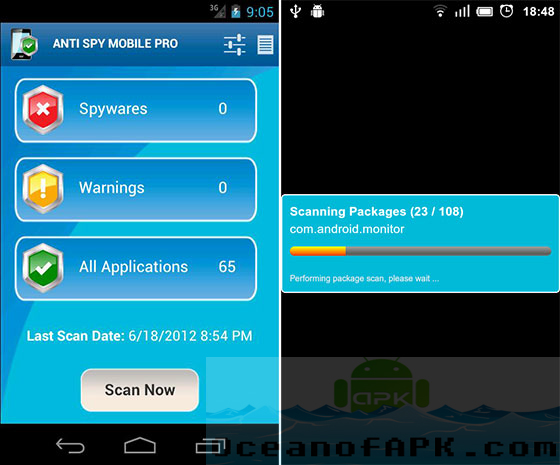 3G 9:05
ANTI SPY MOBILE PRO
Spywares 0
Warnings 0
All Applications 65
Last Scan Date: 6/18/2012 8:54 PM
Scan Now
18:48
Scanning Packages (23 / 108)
com.android.monitor
Performing package scan, please wait ...
APK
OceanofAPK.com